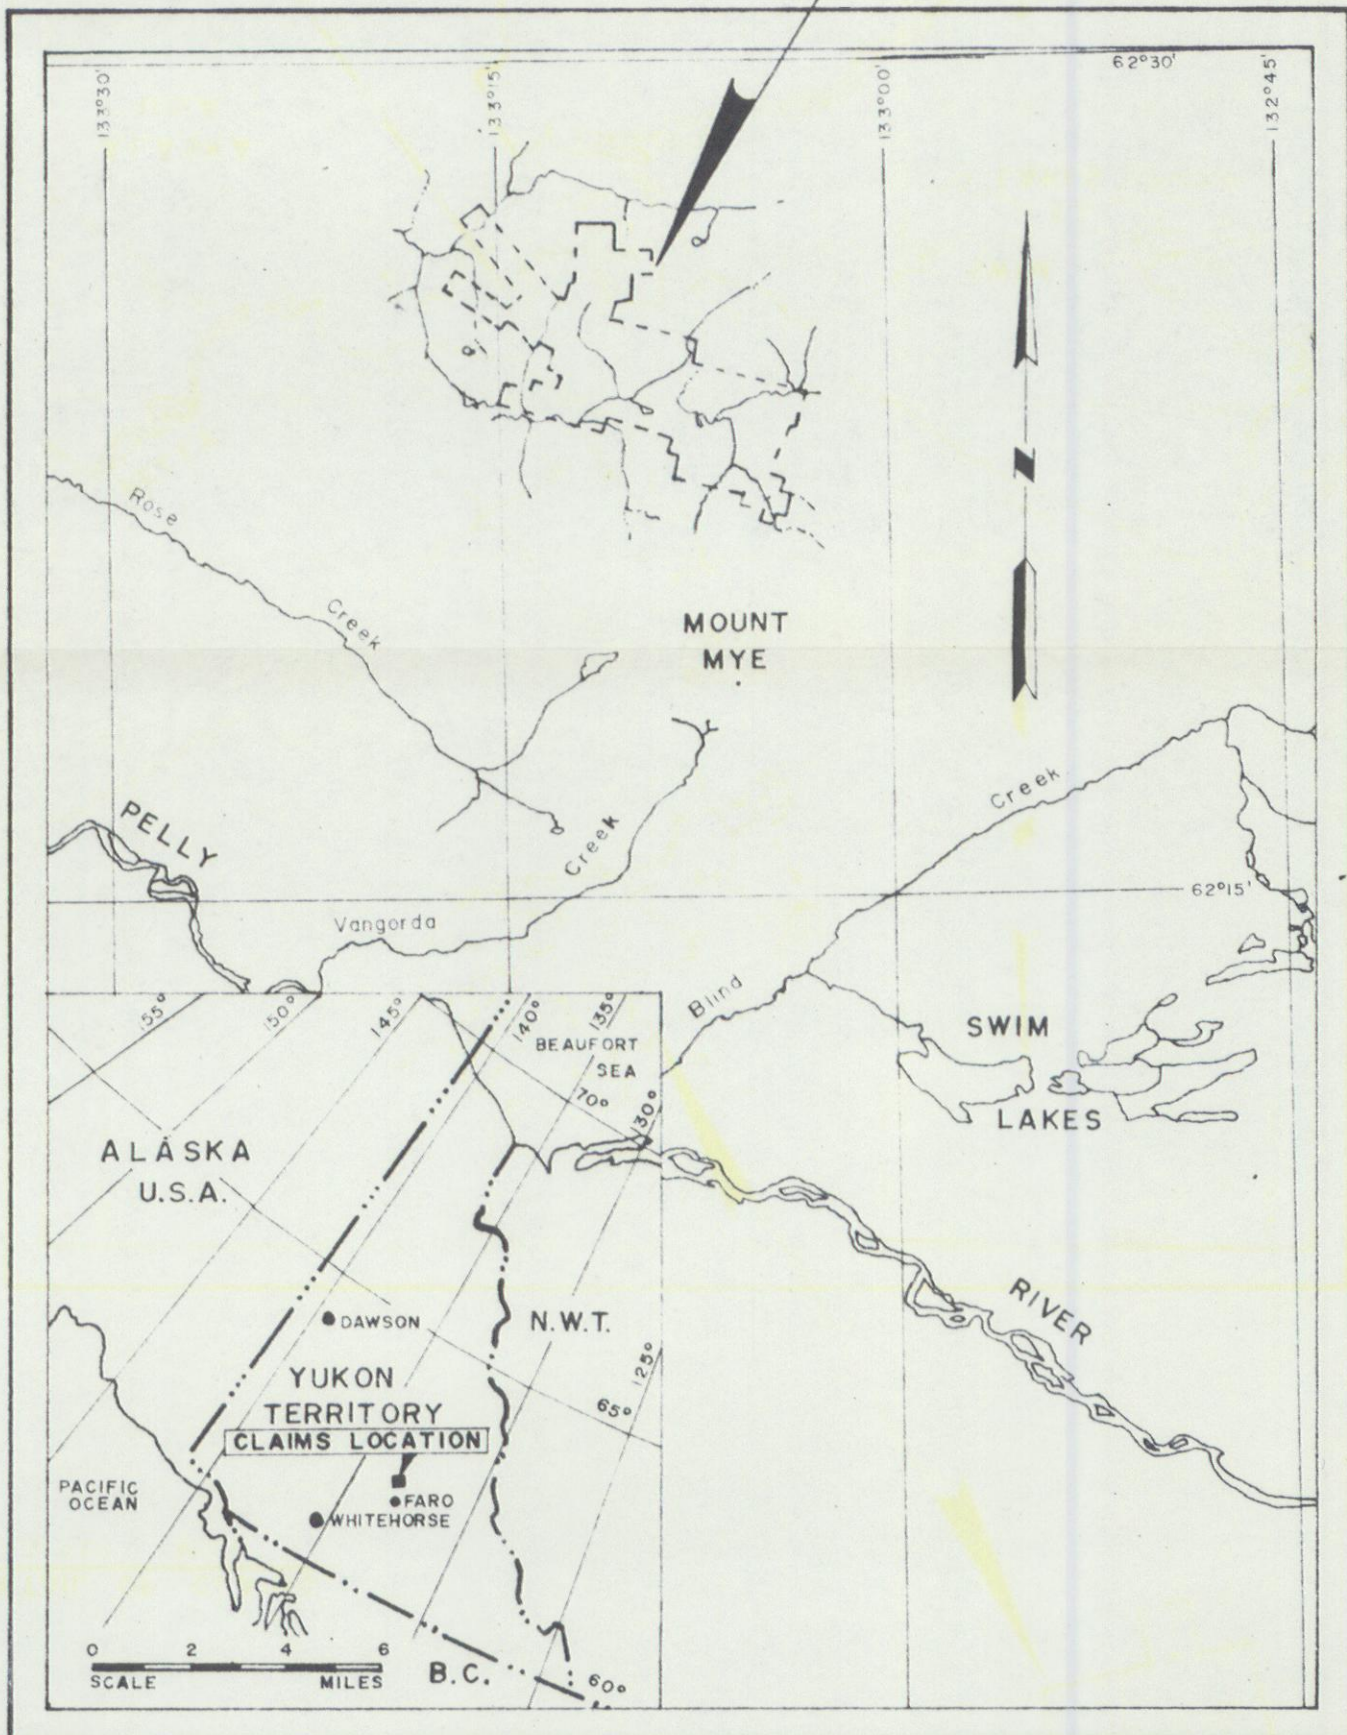 62°30'
133°30'
133°15'
133°00'
132°45'
N
Rose
Creek
MOUNT
MYE
Creek
PELLY
Creek
62°15'
Vangorda
Blind
SWIM
LAKES
155°
150°
145°
140°
135°
BEAUFORT
SEA
70°
130°
ALASKA
U.S.A.
RIVER
DAWSON
N.W.T.
125°
YUKON
TERRITORY
65°
CLAIMS LOCATION
PACIFIC
OCEAN
FARO
WHITEHORSE
0 2 4 6
SCALE MILES
B.C.
60°